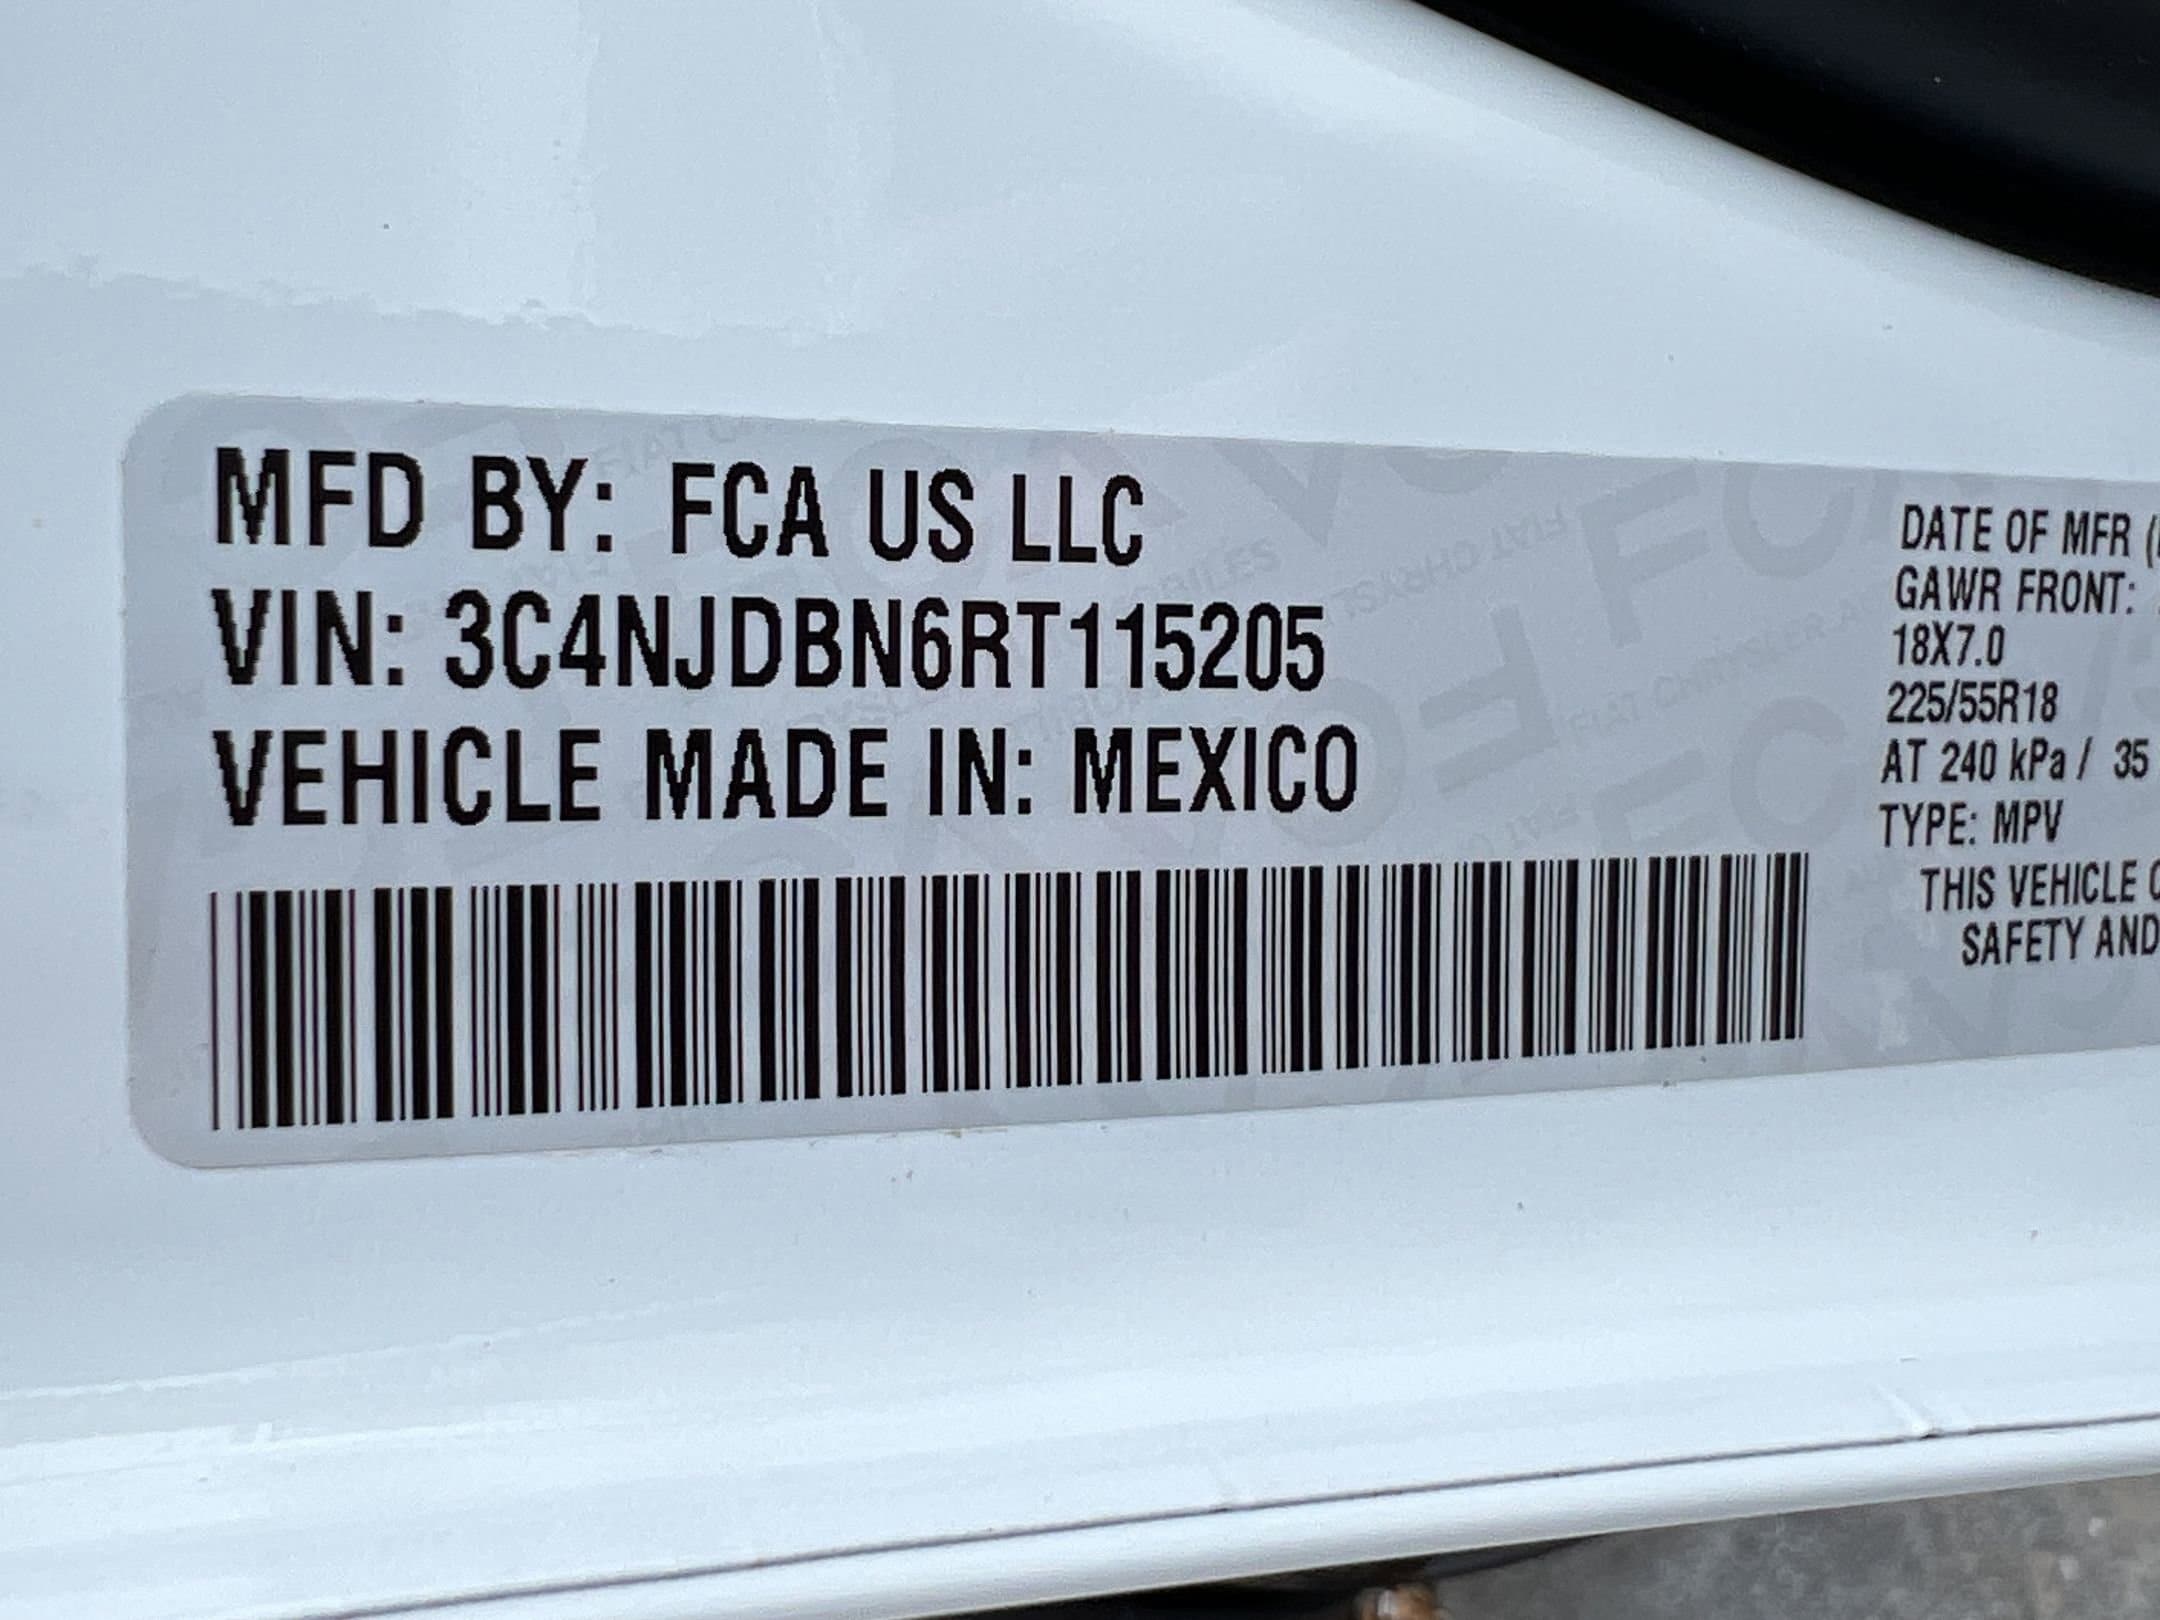 MFD BY: FCA US LLC
VIN: 3C4NJDBN6RT115205
VEHICLE MADE IN: MEXICO
DATE OF MFR (
GAWR FRONT:
18X7.0
225/55R18
AT 240 kPa / 35
TYPE: MPV
THIS VEHICLE
SAFETY AND